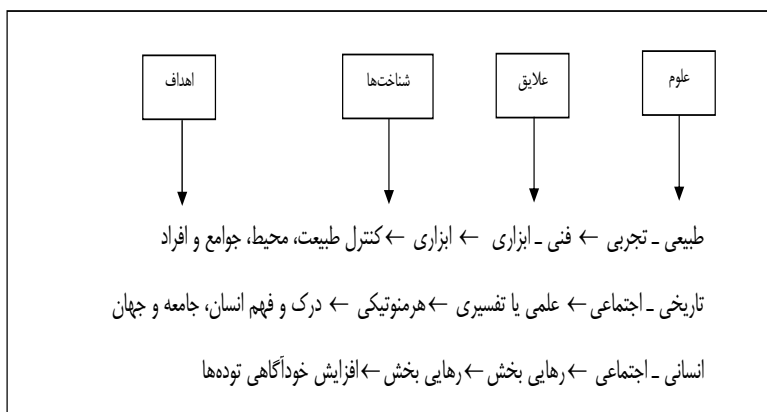 علوم علایق شناخت‌ها اهداف
طبیعی ـ تجربی ← فنی ـ ابزاری ← ابزاری ← کنترل طبیعت، محیط، جوامع و افراد
تاریخی ـ اجتماعی ← علمی یا تفسیری ← هرمنوتیکی ← درک و فهم انسان، جامعه و جهان
انسانی ـ اجتماعی ← رهایی بخش ← رهایی بخش ← افزایش خودآگاهی توده‌ها